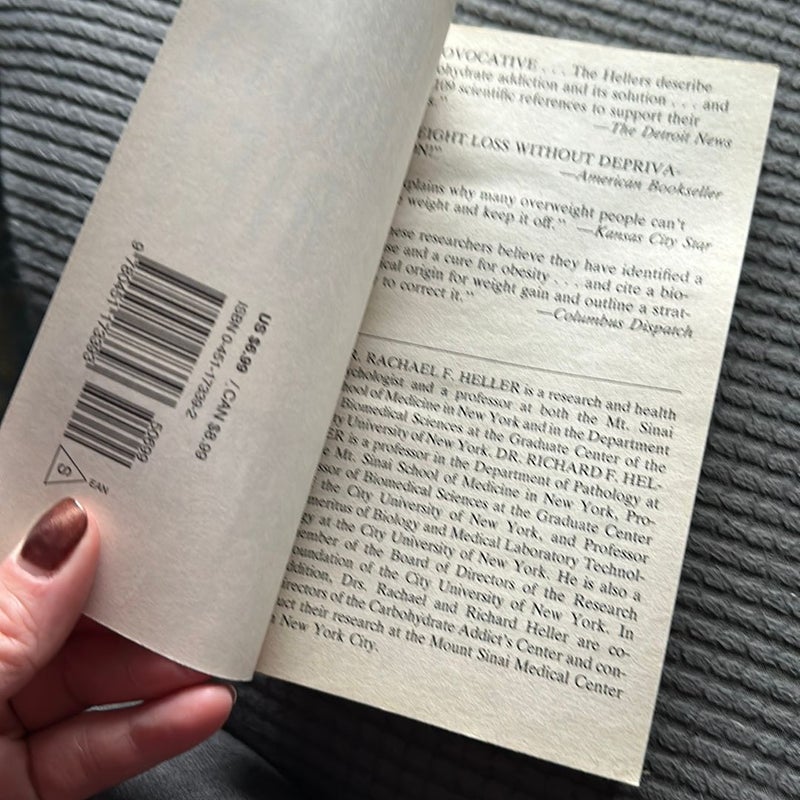 9 780451 173393
50699
S
EAN
ISBN 0-451-17339-2
US $6.99 / CAN $8.99
OVOCATIVE . . . The Hellers describe
ohydrate addiction and its solution . . . and
109 scientific references to support their
s."
—The Detroit News
EIGHT LOSS WITHOUT DEPRIVA-
ON!"
—American Bookseller
plains why many overweight people can't
e weight and keep it off." —Kansas City Star
ese researchers believe they have identified a
se and a cure for obesity . . . and cite a bio-
cal origin for weight gain and outline a strat-
to correct it."
—Columbus Dispatch
R. RACHAEL F. HELLER is a research and health
ychologist and a professor at both the Mt. Sinai
hool of Medicine in New York and in the Department
Biomedical Sciences at the Graduate Center of the
ty University of New York. DR. RICHARD F. HEL-
ER is a professor in the Department of Pathology at
e Mt. Sinai School of Medicine in New York, Pro-
ssor of Biomedical Sciences at the Graduate Center
the City University of New York, and Professor
meritus of Biology and Medical Laboratory Technol-
gy at the City University of New York. He is also a
ember of the Board of Directors of the Research
oundation of the City University of New York. In
ddition, Drs. Rachael and Richard Heller are co-
irectors of the Carbohydrate Addict's Center and con-
uct their research at the Mount Sinai Medical Center
n New York City.